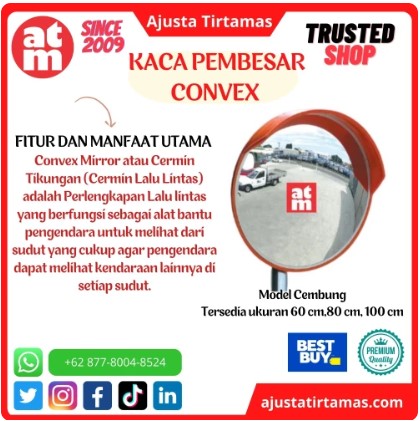 Ajusta Tirtamas
atm
SINCE
2009
TRUSTED
SHOP
KACA PEMBESAR
CONVEX
FITUR DAN MANFAAT UTAMA
Convex Mirror atau Cermin
Tikungan (Cermin Lalu Lintas)
adalah Perlengkapan Lalu lintas
yang berfungsi sebagai alat bantu
pengendara untuk melihat dari
sudut yang cukup agar pengendara
dapat melihat kendaraan lainnya di
setiap sudut.
atm
Model Cembung
Tersedia ukuran 60 cm,80 cm, 100 cm
+62 877-8004-8524
BEST
BUY
PREMIUM
Quality
ajustatirtamas.com